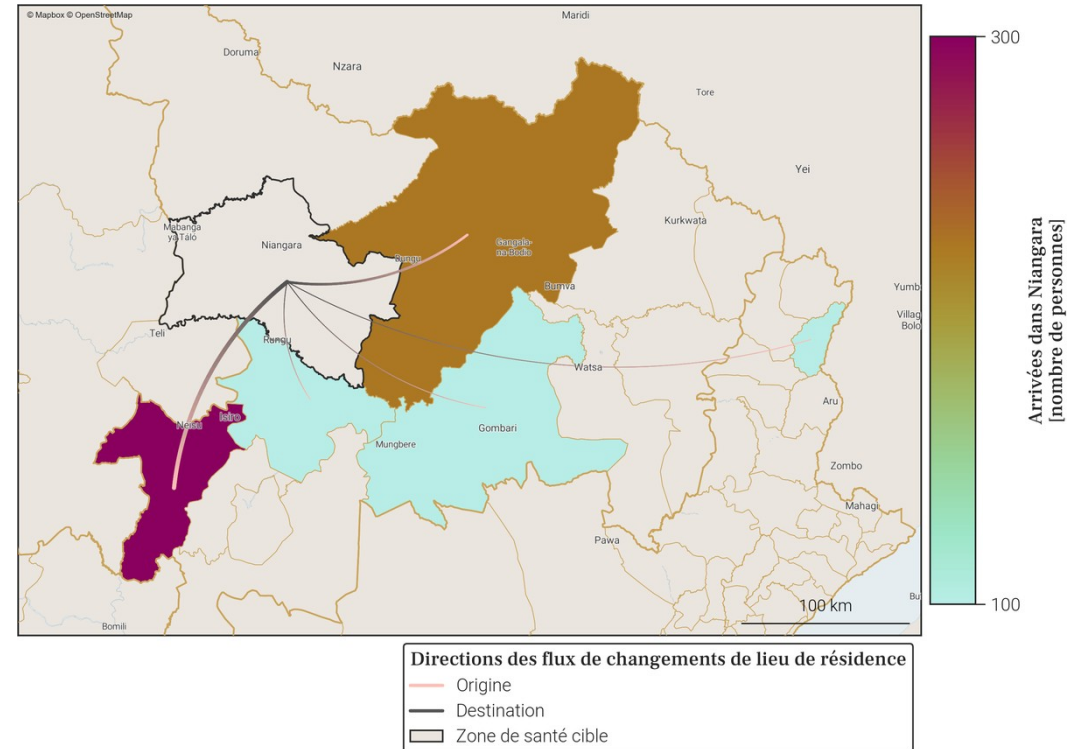 © Mapbox © OpenStreetMap
Maridi
Doruma
Nzara
Tore
Yei
Mabanga
ya Talo
Niangara
Kurkwata
Gangala-
na-Bodio
Dungu
Bumva
Yumb
Villag
Bolo
Teli
Rungu
Watsa
Aru
Isiro
Neisu
Gombari
Mungbere
Zombo
Mahagi
Pawa
Bu
Bomili
100 km
300
100
Arrivées dans Niangara
[nombre de personnes]
Directions des flux de changements de lieu de résidence
Origine
Destination
Zone de santé cible